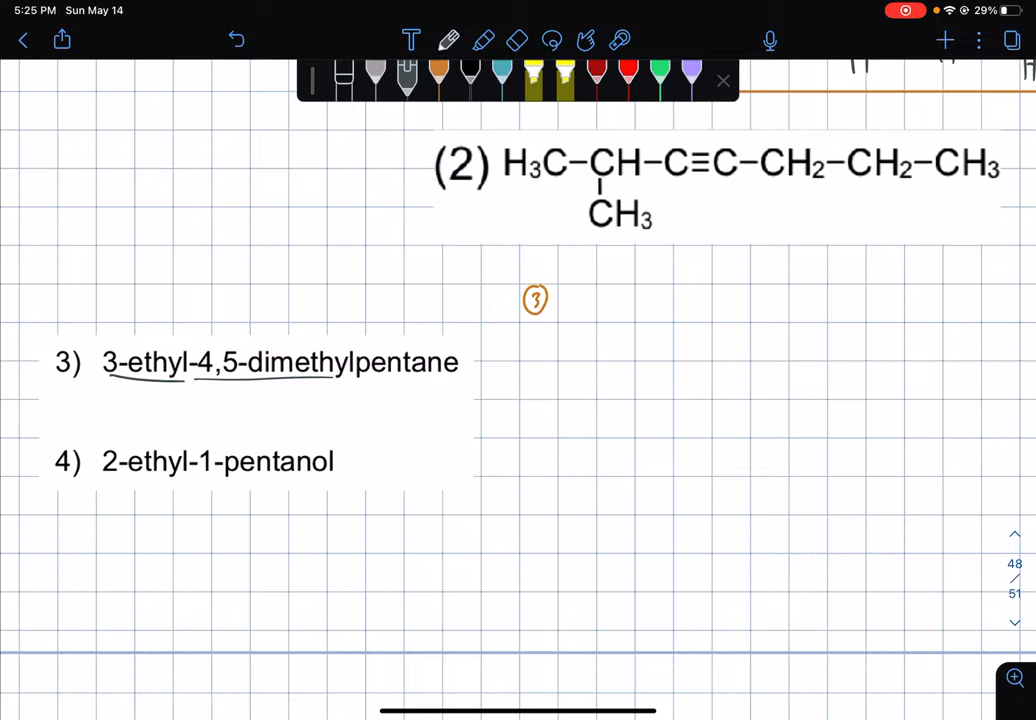 5:25 PM Sun May 14
29%
(2) H₃C–CH–C≡C–CH₂–CH₂–CH₃
CH₃
3
3) 3-ethyl-4,5-dimethylpentane
4) 2-ethyl-1-pentanol
48
51